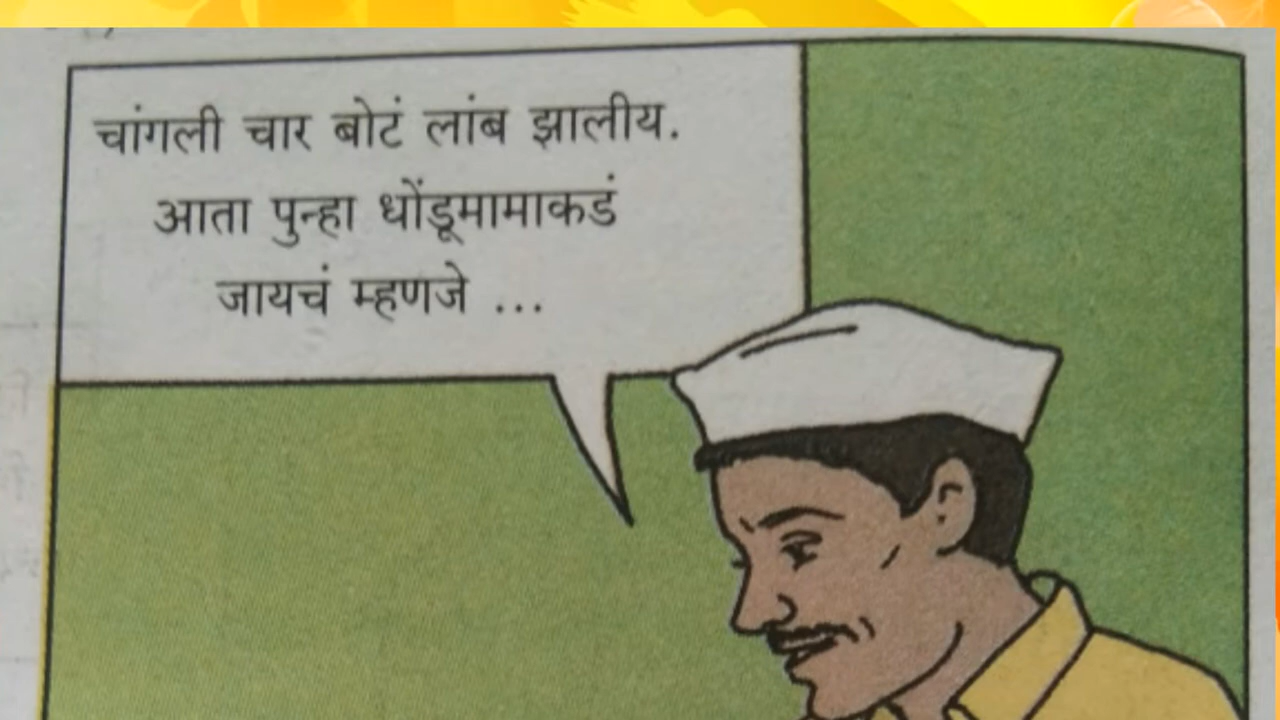 चांगली चार बोटं लांब झालीय.
आता पुन्हा धोंडूमामाकडं
जायचं म्हणजे ...